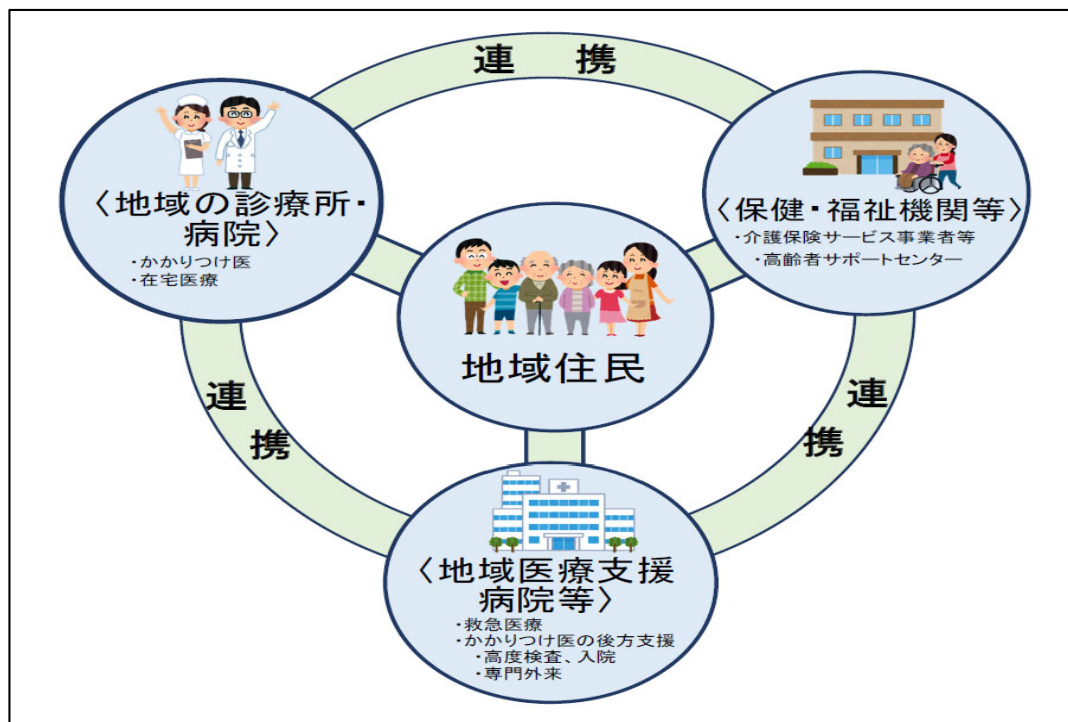 連携
〈地域の診療所・
病院〉
・かかりつけ医
・在宅医療
〈保健・福祉機関等〉
・介護保険サービス事業者等
・高齢者サポートセンター
地域住民
連携
連携
〈地域医療支援
病院等〉
・救急医療
・かかりつけ医の後方支援
・高度検査、入院
・専門外来